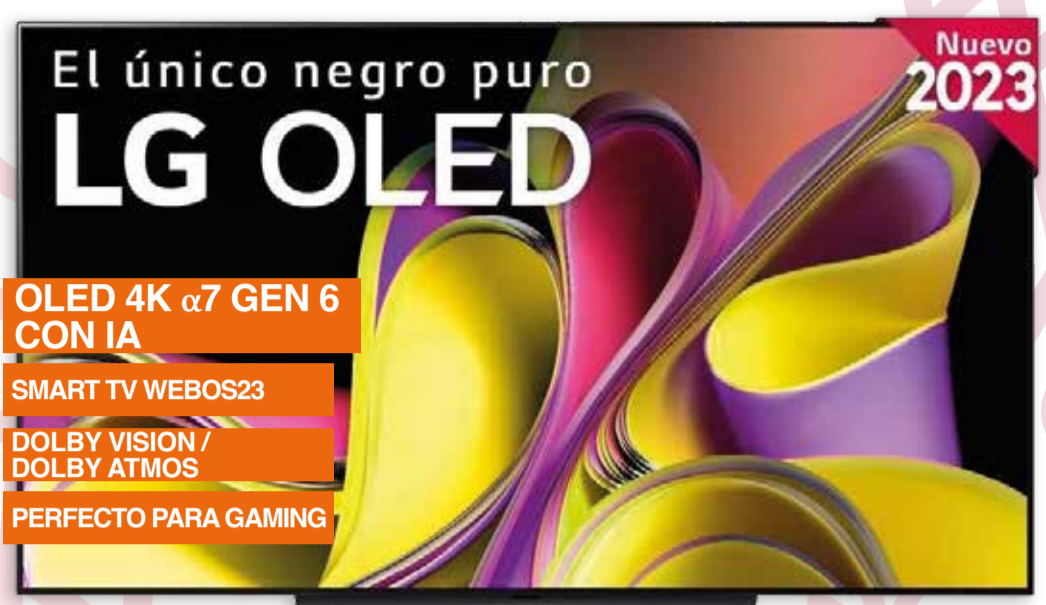 El único negro puro
LG OLED
Nuevo
2023
OLED 4K α7 GEN 6
CON IA
SMART TV WEBOS23
DOLBY VISION /
DOLBY ATMOS
PERFECTO PARA GAMING